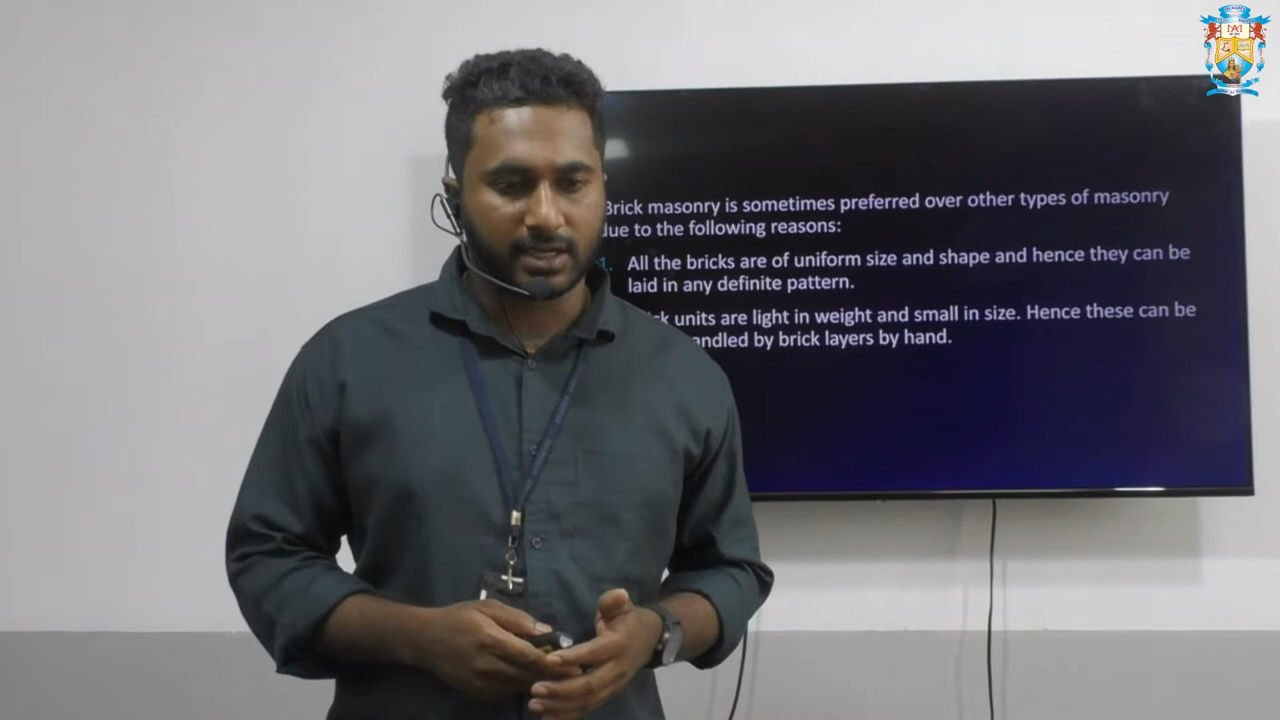 Brick masonry is sometimes preferred over other types of masonry
due to the following reasons:
1. All the bricks are of uniform size and shape and hence they can be
laid in any definite pattern.
units are light in weight and small in size. Hence these can be
by brick layers by hand.